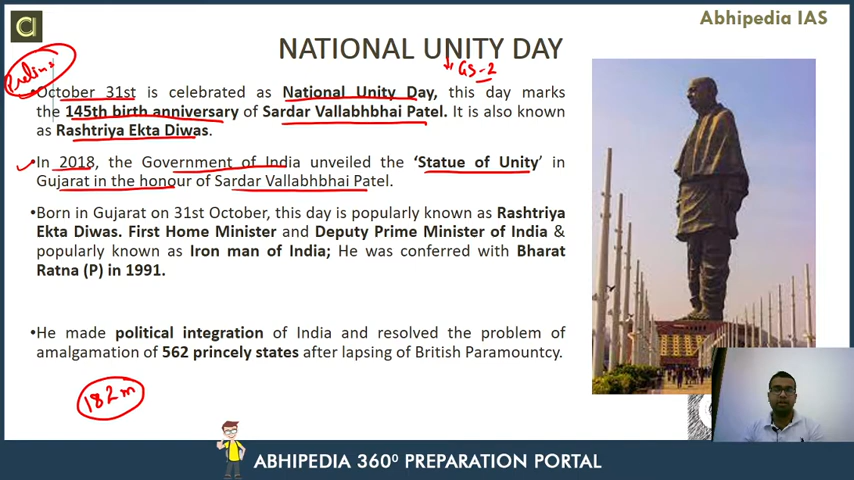 Abhipedia IAS
NATIONAL UNITY DAY
Prelims
GS-2
October 31st is celebrated as National Unity Day, this day marks
the 145th birth anniversary of Sardar Vallabhbhai Patel. It is also known
as Rashtriya Ekta Diwas.
•In 2018, the Government of India unveiled the ‘Statue of Unity’ in
Gujarat in the honour of Sardar Vallabhbhai Patel.
•Born in Gujarat on 31st October, this day is popularly known as Rashtriya
Ekta Diwas. First Home Minister and Deputy Prime Minister of India &
popularly known as Iron man of India; He was conferred with Bharat
Ratna (P) in 1991.
•He made political integration of India and resolved the problem of
amalgamation of 562 princely states after lapsing of British Paramountcy.
182m
ABHIPEDIA 360⁰ PREPARATION PORTAL